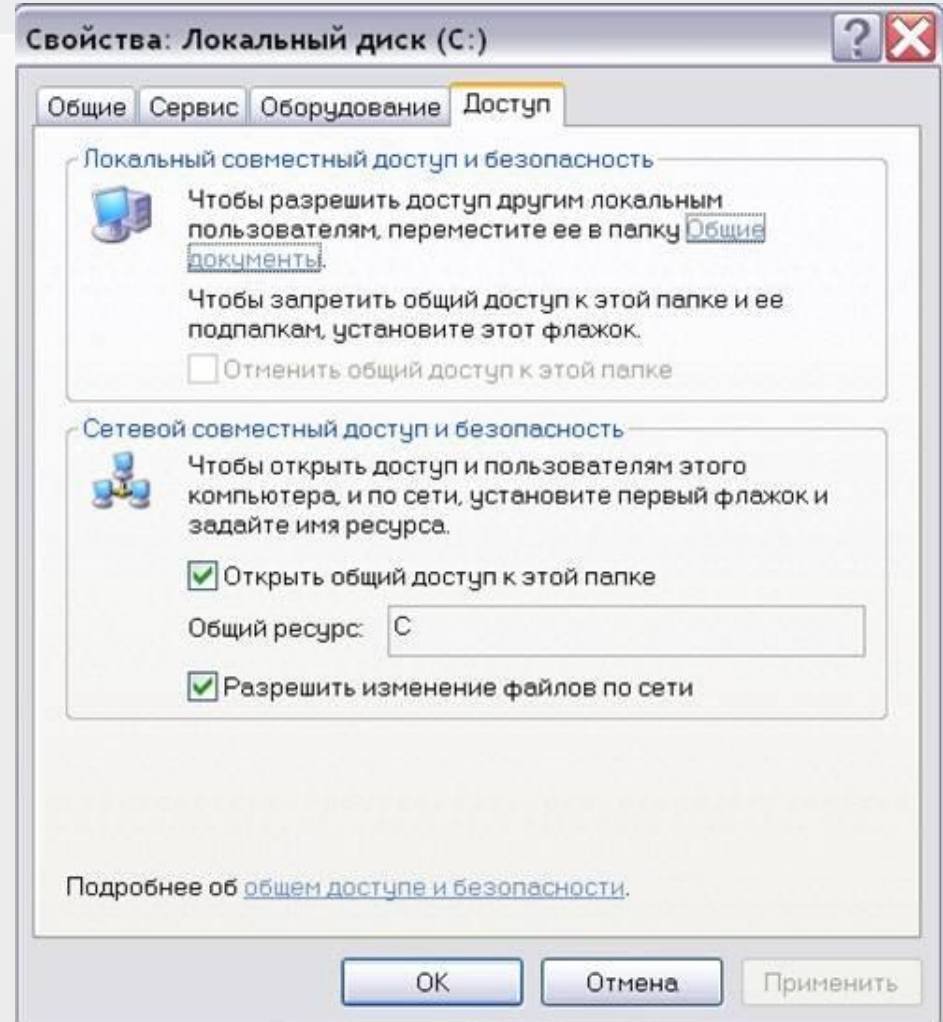 Свойства: Локальный диск (C:)
Общие Сервис Оборудование Доступ
Локальный совместный доступ и безопасность
Чтобы разрешить доступ другим локальным
пользователям, переместите ее в папку Общие
документы.
Чтобы запретить общий доступ к этой папке и ее
подпапкам, установите этот флажок.
Отменить общий доступ к этой папке
Сетевой совместный доступ и безопасность
Чтобы открыть доступ и пользователям этого
компьютера, и по сети, установите первый флажок и
задайте имя ресурса.
Открыть общий доступ к этой папке
Общий ресурс: C
Разрешить изменение файлов по сети
Подробнее об общем доступе и безопасности.
OK Отмена Применить